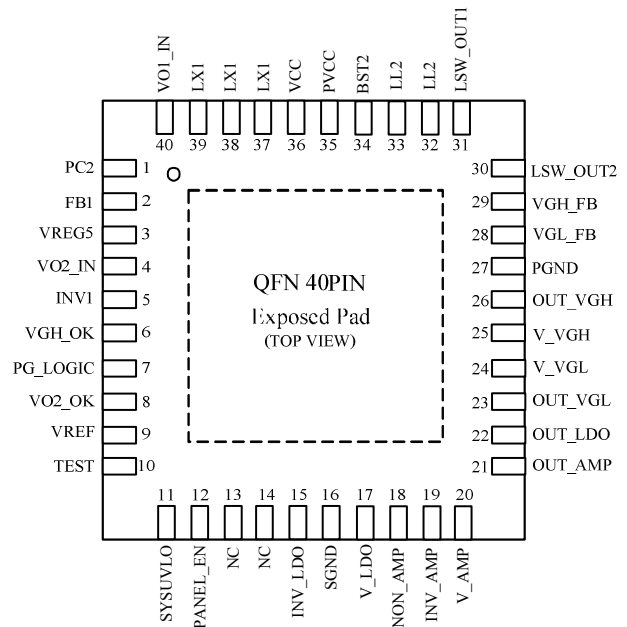 VO1_IN
LX1
LX1
LX1
VCC
PVCC
BST2
LL2
LL2
LSW_OUT1
40
39
38
37
36
35
34
33
32
31
PC2 1
FB1 2
VREG5 3
VO2_IN 4
INV1 5
VGH_OK 6
PG_LOGIC 7
VO2_OK 8
VREF 9
TEST 10
QFN 40PIN
Exposed Pad
(TOP VIEW)
30 LSW_OUT2
29 VGH_FB
28 VGL_FB
27 PGND
26 OUT_VGH
25 V_VGH
24 V_VGL
23 OUT_VGL
22 OUT_LDO
21 OUT_AMP
11
12
13
14
15
16
17
18
19
20
SYSUVLO
PANEL_EN
NC
NC
INV_LDO
SGND
V_LDO
NON_AMP
INV_AMP
V_AMP